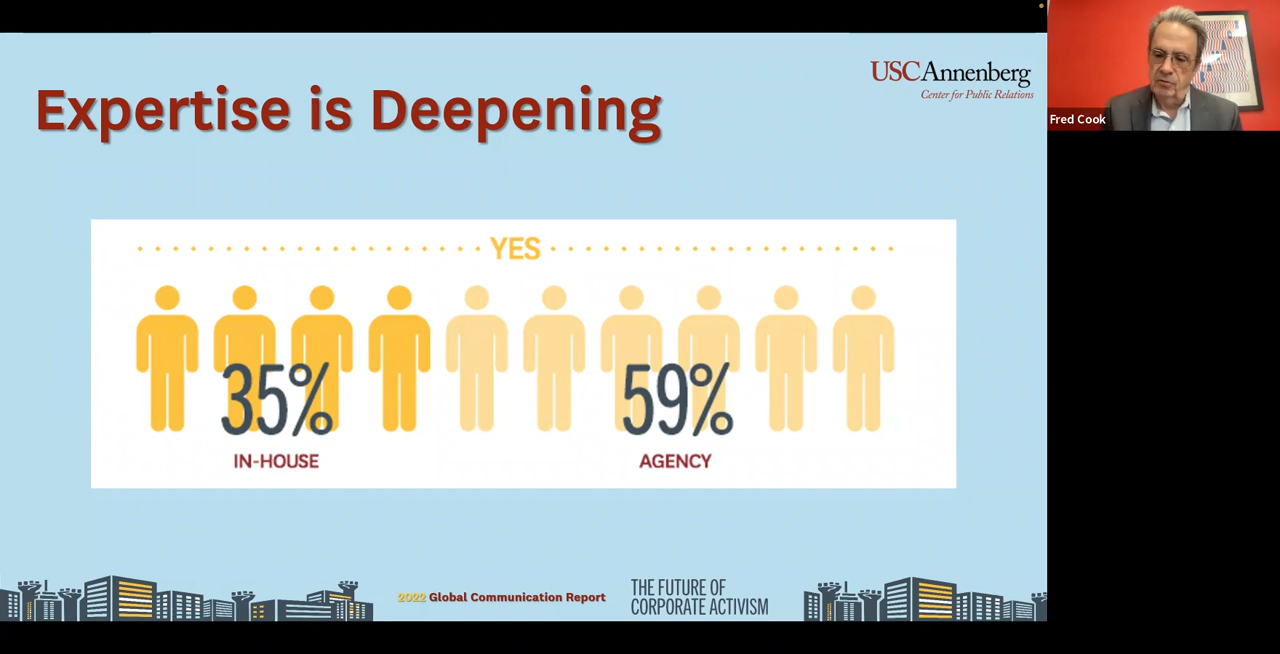 Expertise is Deepening
USC Annenberg
Center for Public Relations
Fred Cook
YES
35%
59%
IN-HOUSE
AGENCY
2022 Global Communication Report
THE FUTURE OF
CORPORATE ACTIVISM